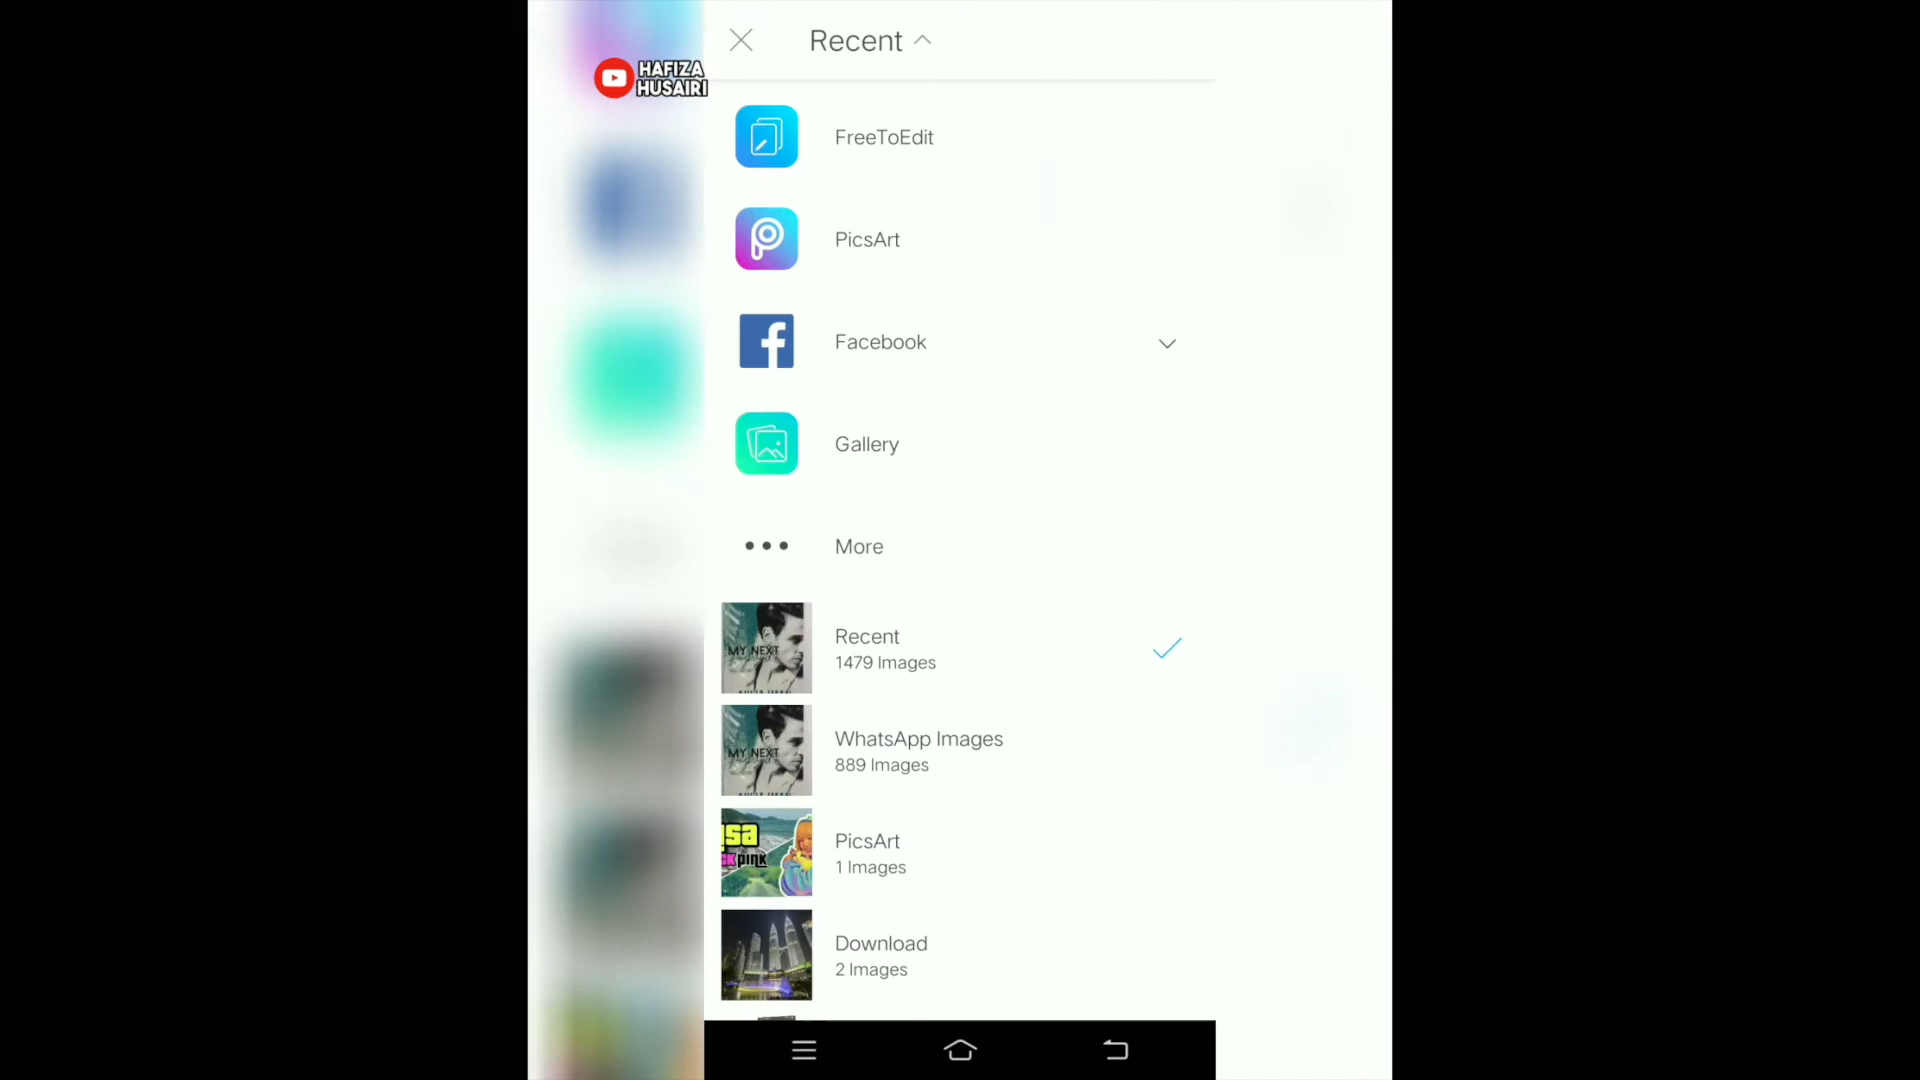 Recent
HAFIZA
HUSAIRI
FreeToEdit
PicsArt
Facebook
Gallery
More
MY NEXT
Recent
1479 Images
MY NEXT
WhatsApp Images
889 Images
PicsArt
1 Images
Download
2 Images